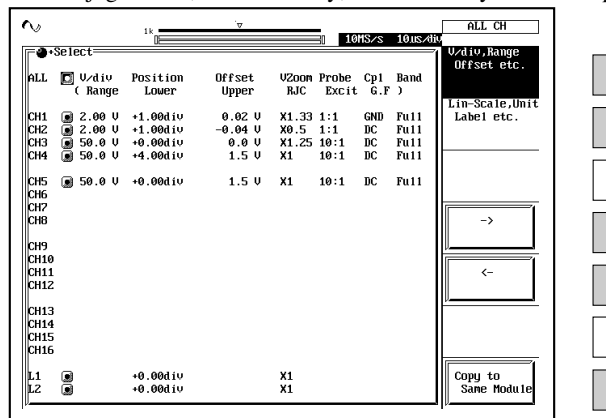 1k
10MS/s 10us/div
ALL CH
Select
V/div,Range
Offset etc.
ALL V/div Position Offset VZoom Probe Cpl Band
( Range Lower Upper RJC Excit G.F )
Lin-Scale,Unit
Label etc.
CH1 2.00 V +1.00div 0.02 V X1.33 1:1 GND Full
CH2 2.00 V +1.00div -0.04 V X0.5 1:1 DC Full
CH3 50.0 V +0.00div 0.0 V X1.25 10:1 DC Full
CH4 50.0 V +4.00div 1.5 V X1 10:1 DC Full
CH5 50.0 V +0.00div 1.5 V X1 10:1 DC Full
CH6
CH7
CH8
->
CH9
CH10
CH11
CH12
<-
CH13
CH14
CH15
CH16
L1 +0.00div X1
L2 +0.00div X1
Copy to
Same Module